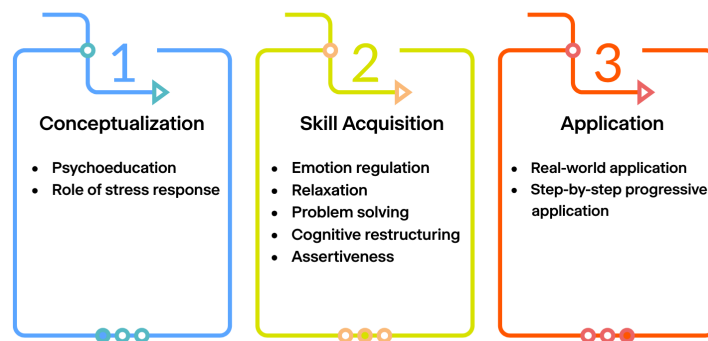 1
Conceptualization
• Psychoeducation
• Role of stress response
2
Skill Acquisition
• Emotion regulation
• Relaxation
• Problem solving
• Cognitive restructuring
• Assertiveness
3
Application
• Real-world application
• Step-by-step progressive
application